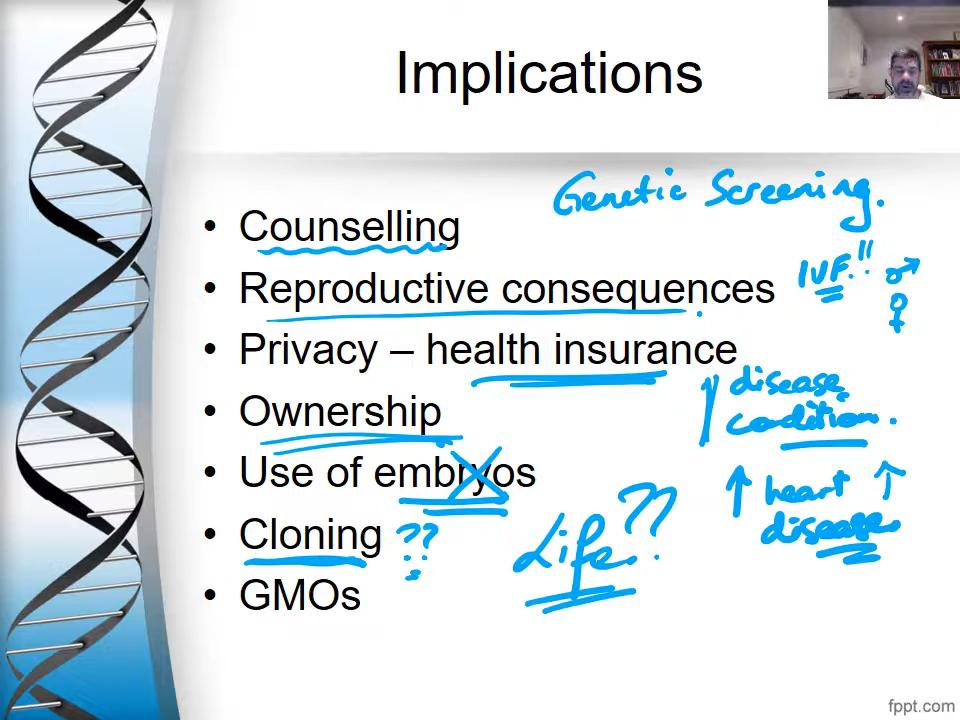 Implications
Genetic Screening.
• Counselling
• Reproductive consequences
IVF!!
♂
♀
• Privacy – health insurance
disease
condition.
• Ownership
• Use of embryos
↑ heart ↑
disease.
• Cloning ??
Life??
• GMOs
fppt.com